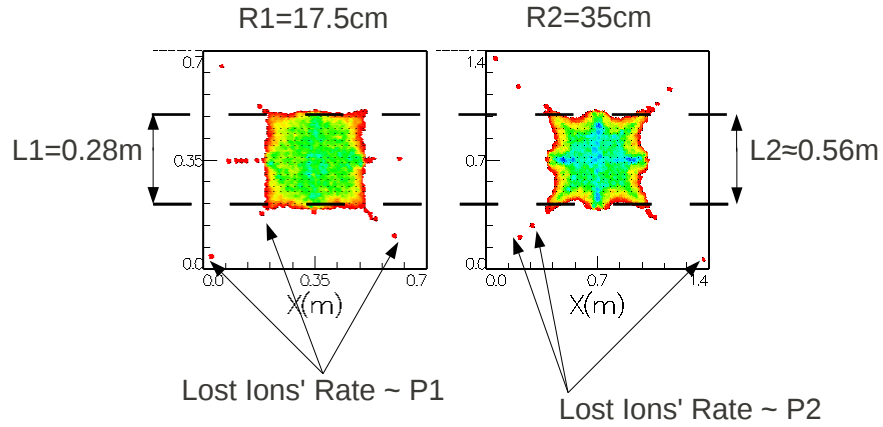 R1=17.5cm
R2=35cm
0.7
1.4
L1=0.28m
0.35
0.7
L2≈0.56m
0.0
0.0
0.0
0.35
0.7
0.0
0.7
1.4
X(m)
X(m)
Lost Ions' Rate ~ P1
Lost Ions' Rate ~ P2